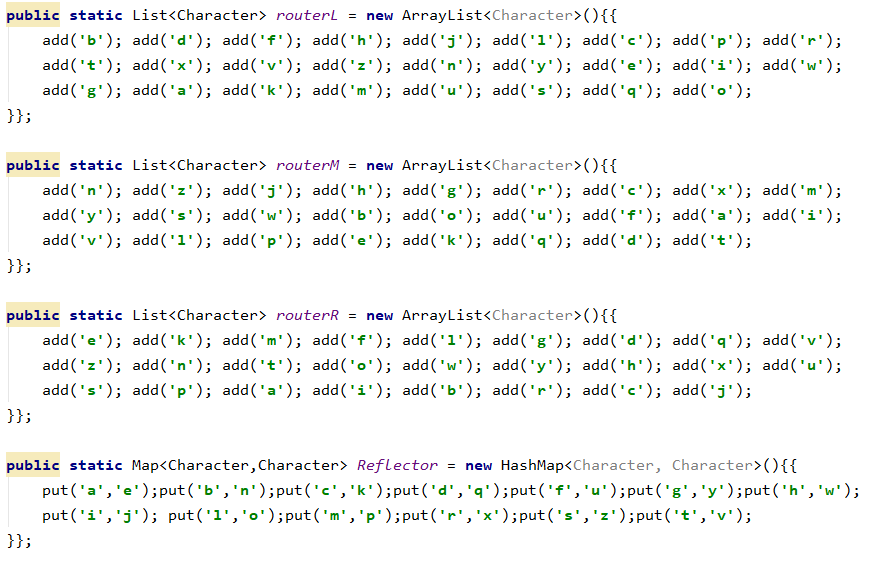 public static List<Character> routerL = new ArrayList<Character>(){{
add('b'); add('d'); add('f'); add('h'); add('j'); add('l'); add('c'); add('p'); add('r');
add('t'); add('x'); add('v'); add('z'); add('n'); add('y'); add('e'); add('i'); add('w');
add('g'); add('a'); add('k'); add('m'); add('u'); add('s'); add('q'); add('o');
}};
public static List<Character> routerM = new ArrayList<Character>(){{
add('n'); add('z'); add('j'); add('h'); add('g'); add('r'); add('c'); add('x'); add('m');
add('y'); add('s'); add('w'); add('b'); add('o'); add('u'); add('f'); add('a'); add('i');
add('v'); add('l'); add('p'); add('e'); add('k'); add('q'); add('d'); add('t');
}};
public static List<Character> routerR = new ArrayList<Character>(){{
add('e'); add('k'); add('m'); add('f'); add('l'); add('g'); add('d'); add('q'); add('v');
add('z'); add('n'); add('t'); add('o'); add('w'); add('y'); add('h'); add('x'); add('u');
add('s'); add('p'); add('a'); add('i'); add('b'); add('r'); add('c'); add('j');
}};
public static Map<Character,Character> Reflector = new HashMap<Character, Character>(){{
put('a','e');put('b','n');put('c','k');put('d','q');put('f','u');put('g','y');put('h','w');
put('i','j'); put('l','o');put('m','p');put('r','x');put('s','z');put('t','v');
}};